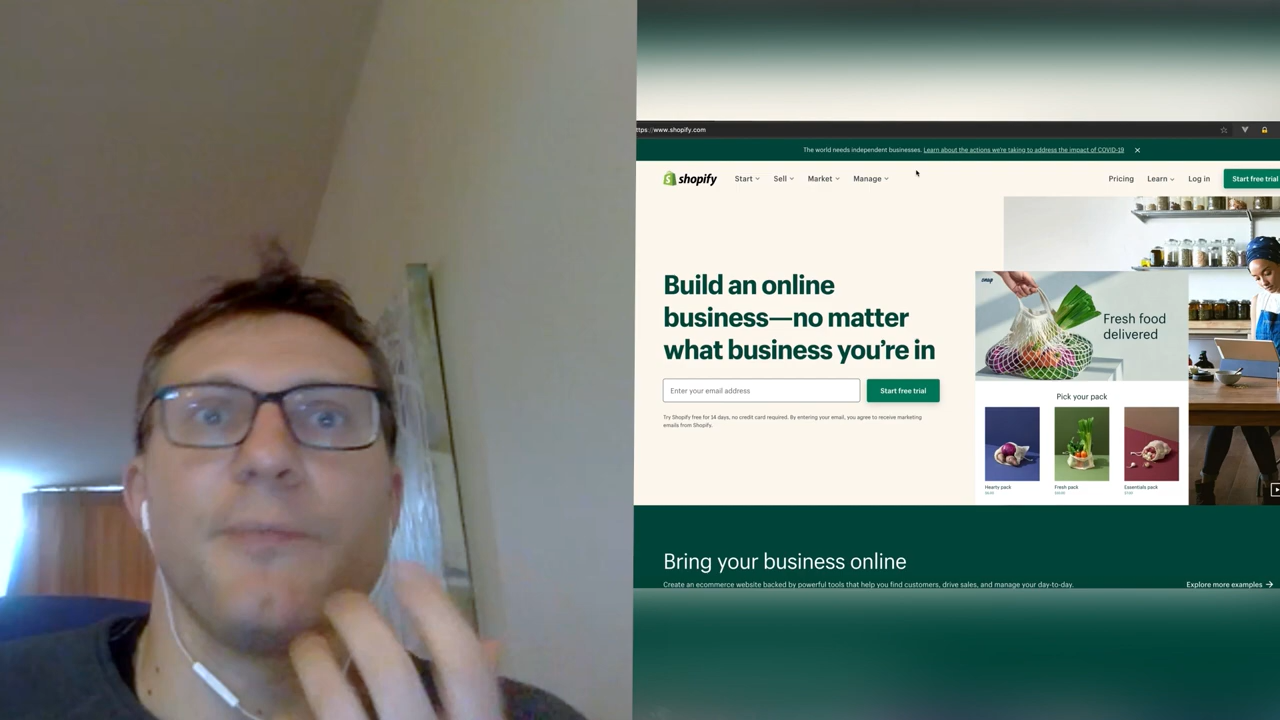 ttps://www.shopify.com
The world needs independent businesses. Learn about the actions we're taking to address the impact of COVID-19
shopify
Start
Sell
Market
Manage
Pricing
Learn
Log in
Start free trial
Build an online
business—no matter
what business you're in
Enter your email address
Start free trial
Try Shopify free for 14 days, no credit card required. By entering your email, you agree to receive marketing
emails from Shopify.
Fresh food
delivered
Pick your pack
Hearty pack
Fresh pack
Essentials pack
Bring your business online
Create an ecommerce website backed by powerful tools that help you find customers, drive sales, and manage your day-to-day.
Explore more examples